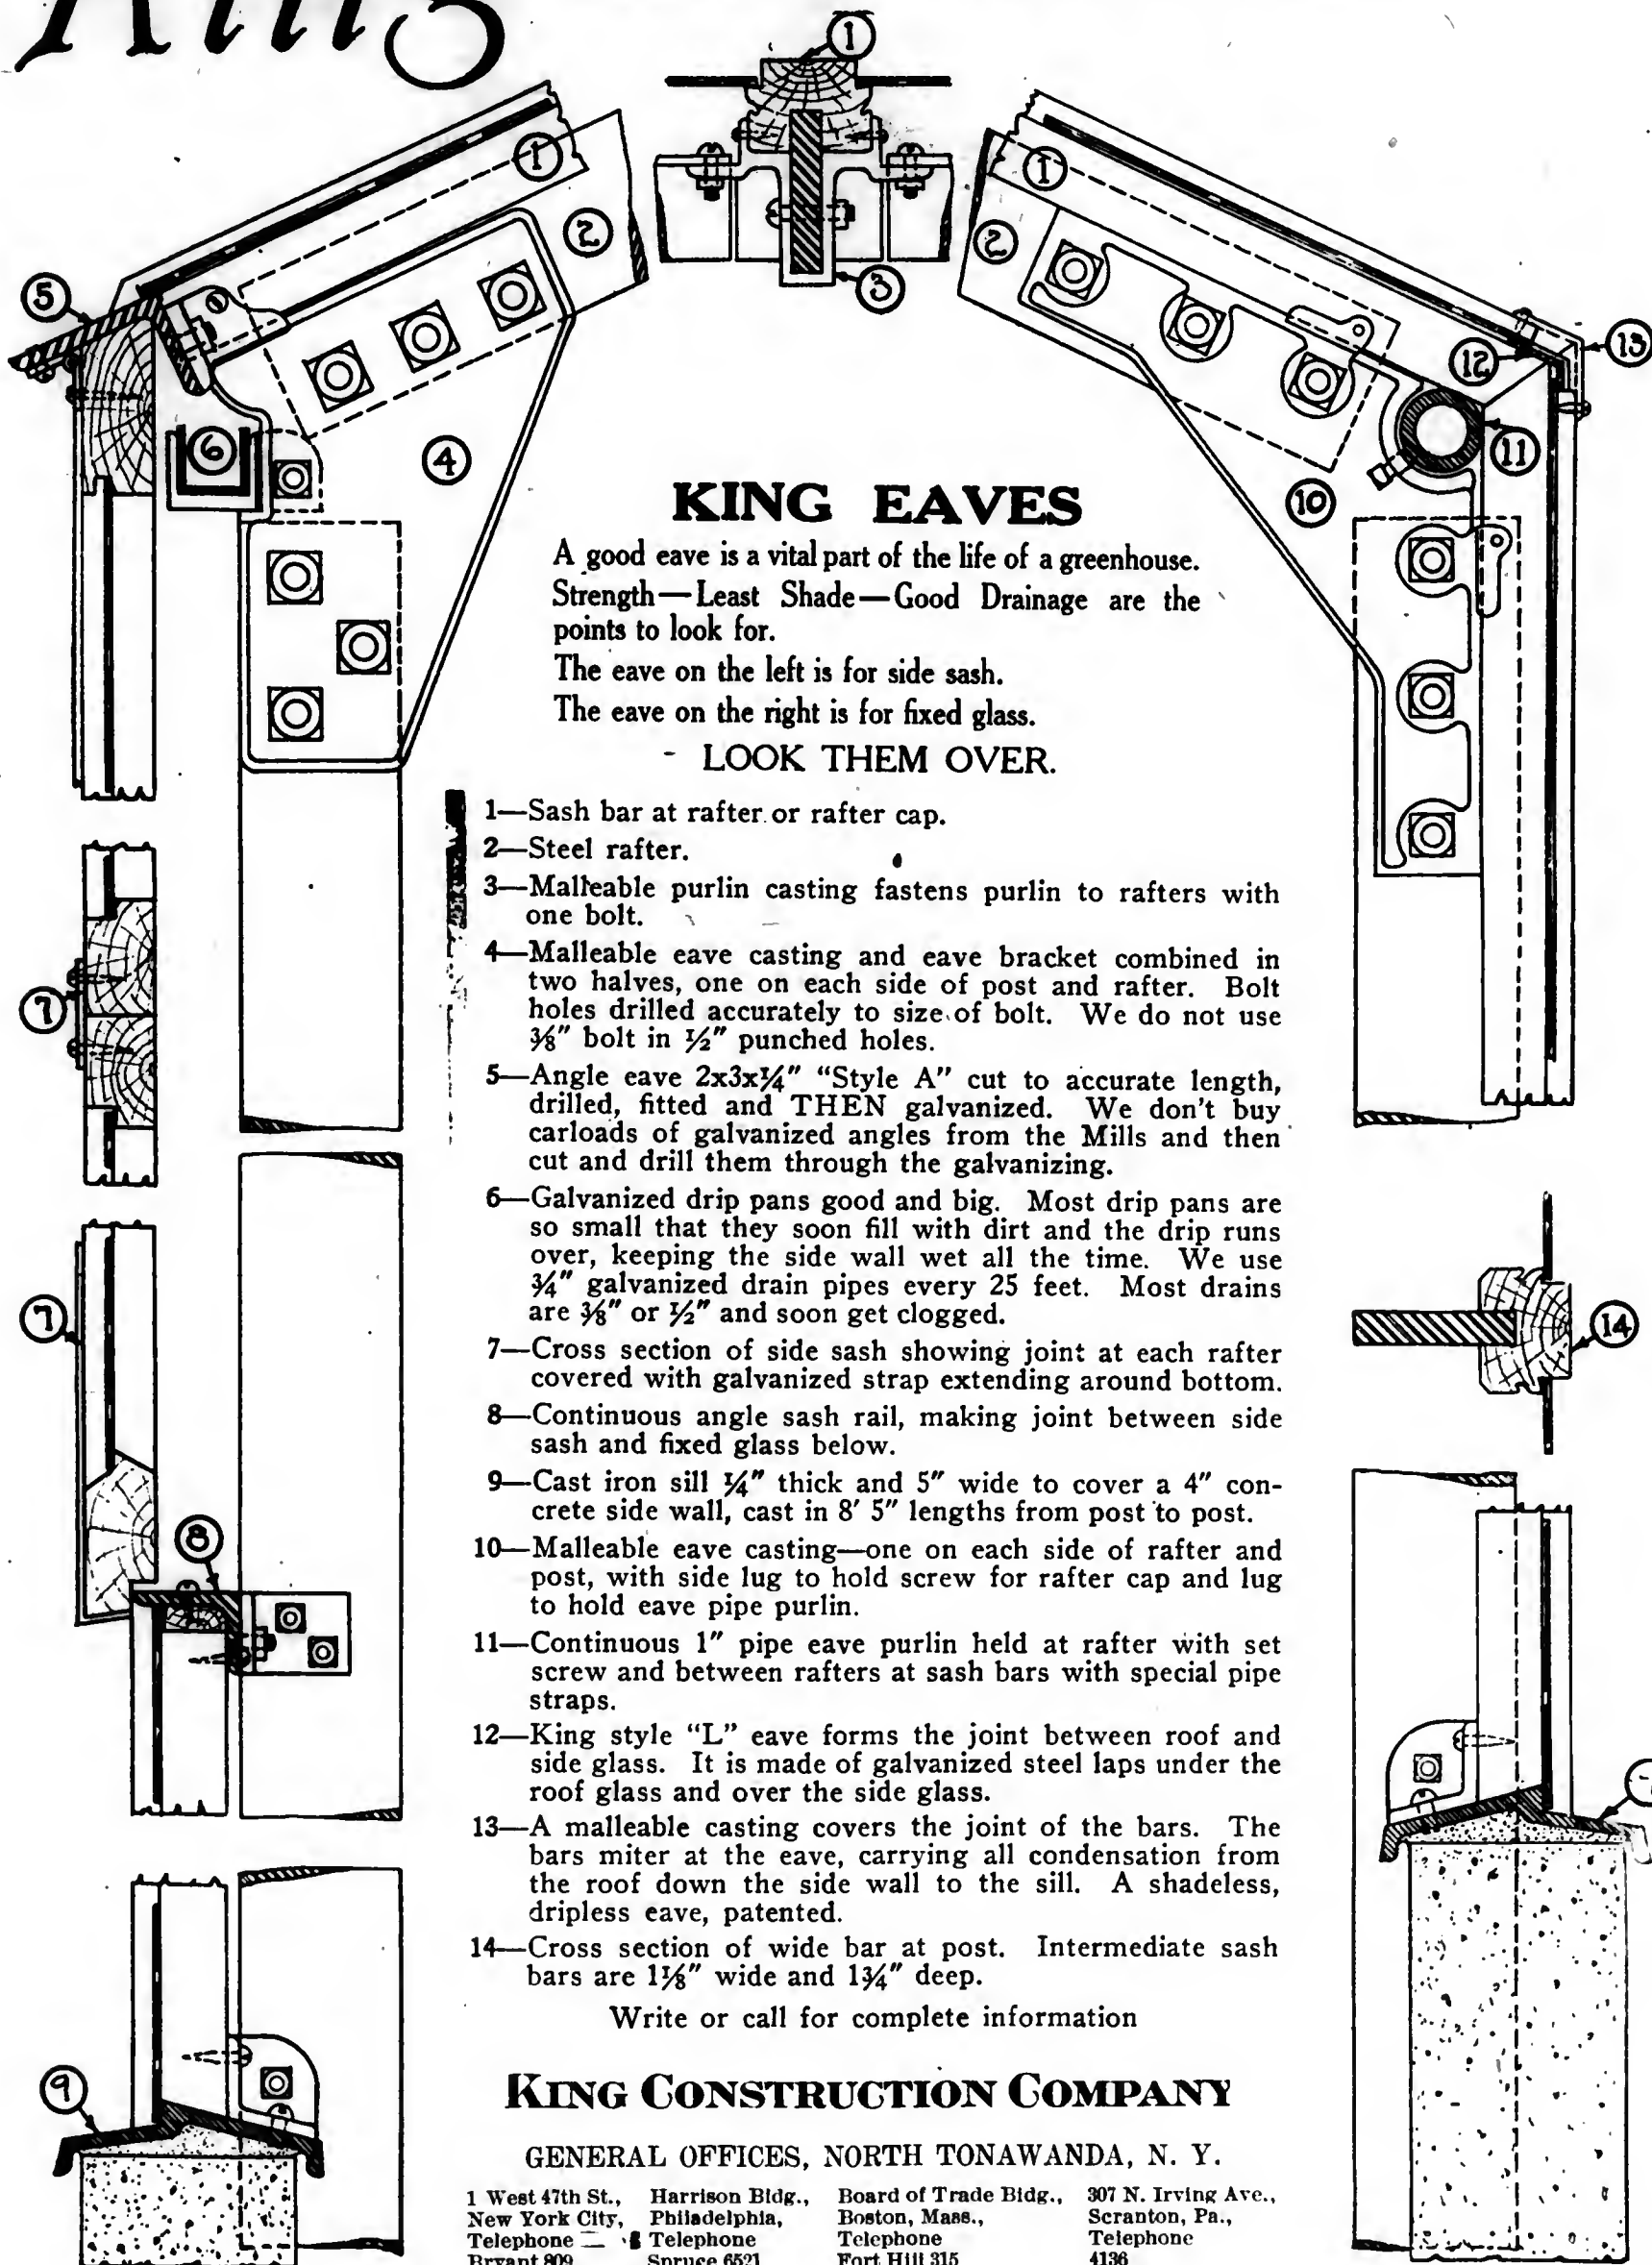 King
KING EAVES
A good eave is a vital part of the life of a greenhouse.
Strength—Least Shade—Good Drainage are the
points to look for.
The eave on the left is for side sash.
The eave on the right is for fixed glass.
- LOOK THEM OVER.
1—Sash bar at rafter or rafter cap.
2—Steel rafter.
3—Malleable purlin casting fastens purlin to rafters with
one bolt.
4—Malleable eave casting and eave bracket combined in
two halves, one on each side of post and rafter. Bolt
holes drilled accurately to size of bolt. We do not use
⅜" bolt in ½" punched holes.
5—Angle eave 2x3x¼" "Style A" cut to accurate length,
drilled, fitted and THEN galvanized. We don't buy
carloads of galvanized angles from the Mills and then
cut and drill them through the galvanizing.
6—Galvanized drip pans good and big. Most drip pans are
so small that they soon fill with dirt and the drip runs
over, keeping the side wall wet all the time. We use
¾" galvanized drain pipes every 25 feet. Most drains
are ⅜" or ½" and soon get clogged.
7—Cross section of side sash showing joint at each rafter
covered with galvanized strap extending around bottom.
8—Continuous angle sash rail, making joint between side
sash and fixed glass below.
9—Cast iron sill ¼" thick and 5" wide to cover a 4" con-
crete side wall, cast in 8' 5" lengths from post to post.
10—Malleable eave casting—one on each side of rafter and
post, with side lug to hold screw for rafter cap and lug
to hold eave pipe purlin.
11—Continuous 1" pipe eave purlin held at rafter with set
screw and between rafters at sash bars with special pipe
straps.
12—King style "L" eave forms the joint between roof and
side glass. It is made of galvanized steel laps under the
roof glass and over the side glass.
13—A malleable casting covers the joint of the bars. The
bars miter at the eave, carrying all condensation from
the roof down the side wall to the sill. A shadeless,
dripless eave, patented.
14—Cross section of wide bar at post. Intermediate sash
bars are 1⅛" wide and 1¾" deep.
Write or call for complete information
KING CONSTRUCTION COMPANY
GENERAL OFFICES, NORTH TONAWANDA, N. Y.
1 West 47th St.,
New York City,
Telephone
Bryant 809
Harrison Bldg.,
Philadelphia,
Telephone
Spruce 6521
Board of Trade Bldg.,
Boston, Mass.,
Telephone
Fort Hill 315
307 N. Irving Ave.,
Scranton, Pa.,
Telephone
4136
1
1
1
2
2
3
4
5
6
7
7
8
9
10
11
12
13
14